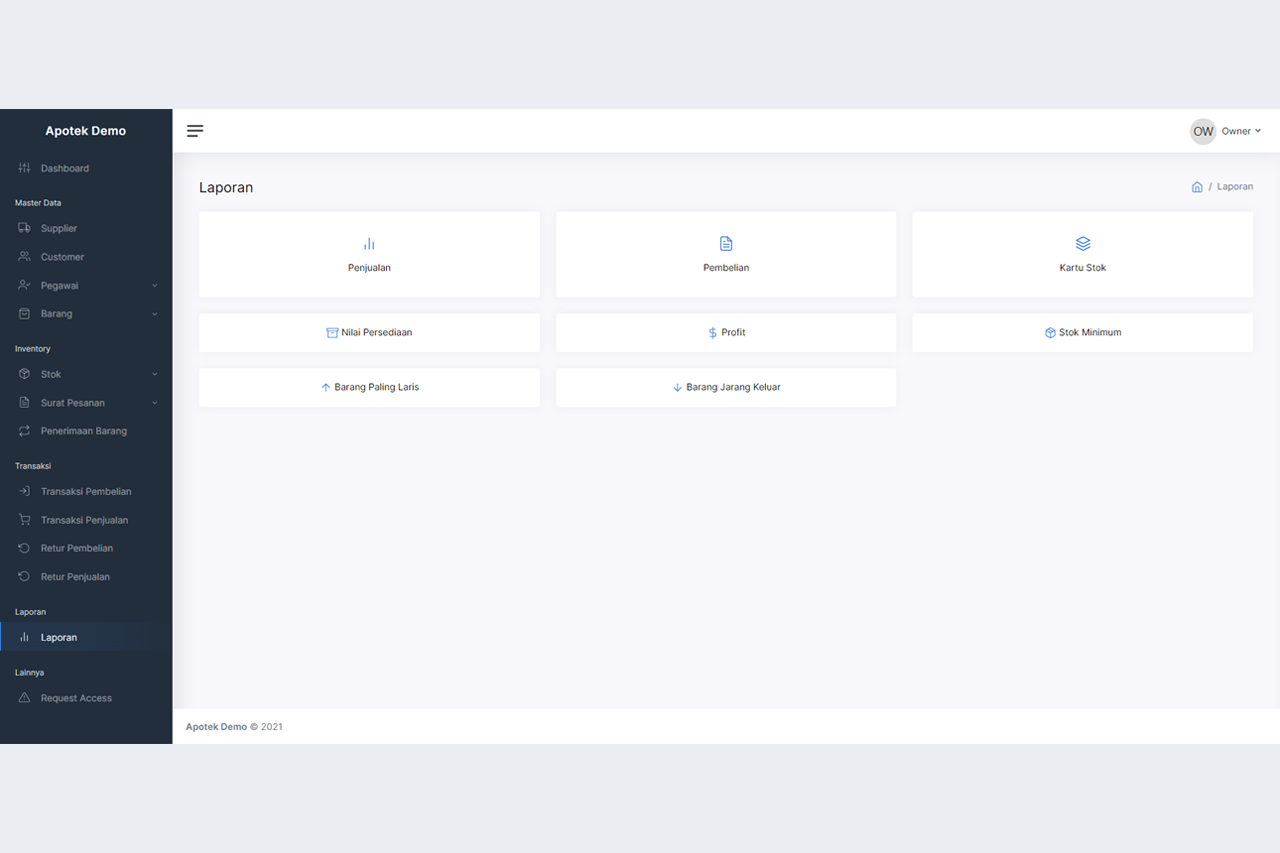 Apotek Demo
OW Owner
Dashboard
Master Data
Supplier
Customer
Pegawai
Barang
Inventory
Stok
Surat Pesanan
Penerimaan Barang
Transaksi
Transaksi Pembelian
Transaksi Penjualan
Retur Pembelian
Retur Penjualan
Laporan
Laporan
Lainnya
Request Access
Laporan
/ Laporan
Penjualan
Pembelian
Kartu Stok
Nilai Persediaan
Profit
Stok Minimum
Barang Paling Laris
Barang Jarang Keluar
Apotek Demo © 2021